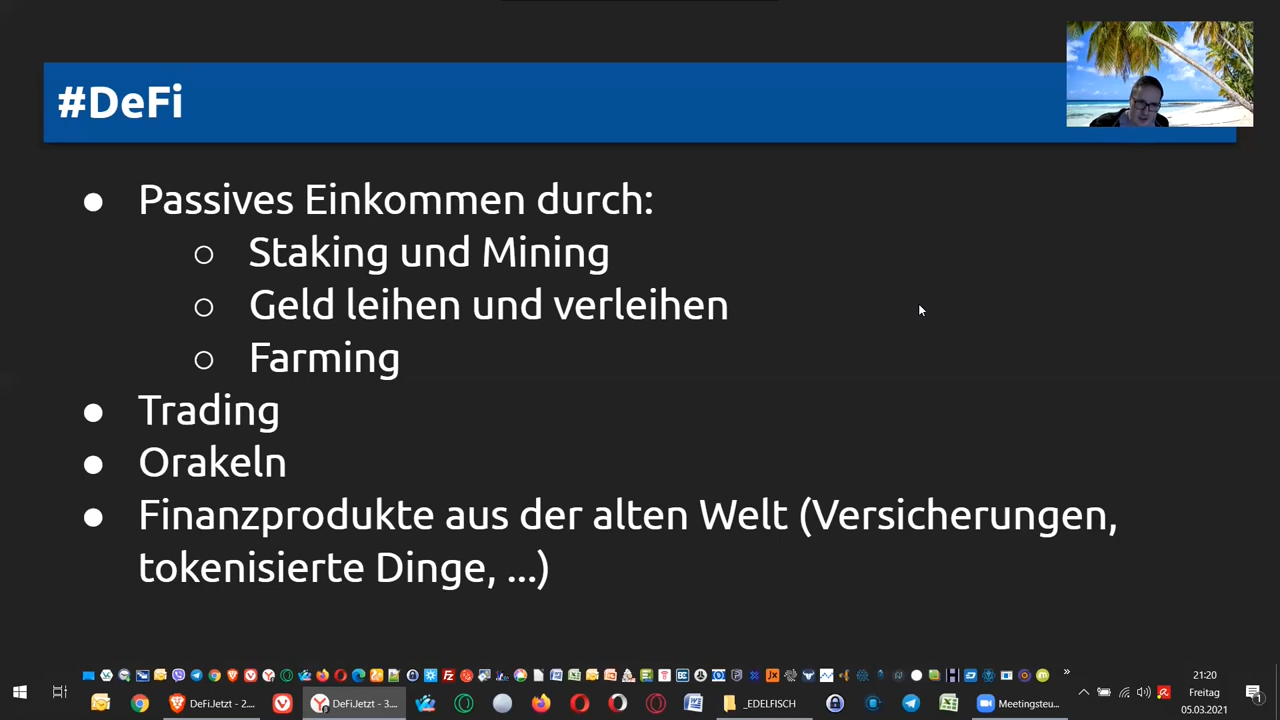 #DeFi
● Passives Einkommen durch:
○ Staking und Mining
○ Geld leihen und verleihen
○ Farming
● Trading
● Orakeln
● Finanzprodukte aus der alten Welt (Versicherungen,
tokenisierte Dinge, ...)
21:20
Freitag
05.03.2021
DeFi.Jetzt - 2....
DeFi.Jetzt - 3....
_EDELFISCH
Meetingsteu...